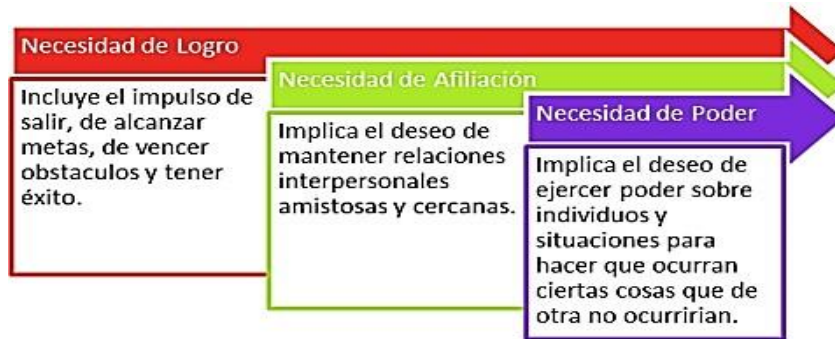 Necesidad de Logro
Incluye el impulso de
salir, de alcanzar
metas, de vencer
obstaculos y tener
éxito.
Necesidad de Afiliación
Implica el deseo de
mantener relaciones
interpersonales
amistosas y cercanas.
Necesidad de Poder
Implica el deseo de
ejercer poder sobre
individuos y
situaciones para
hacer que ocurran
ciertas cosas que de
otra no ocurririan.